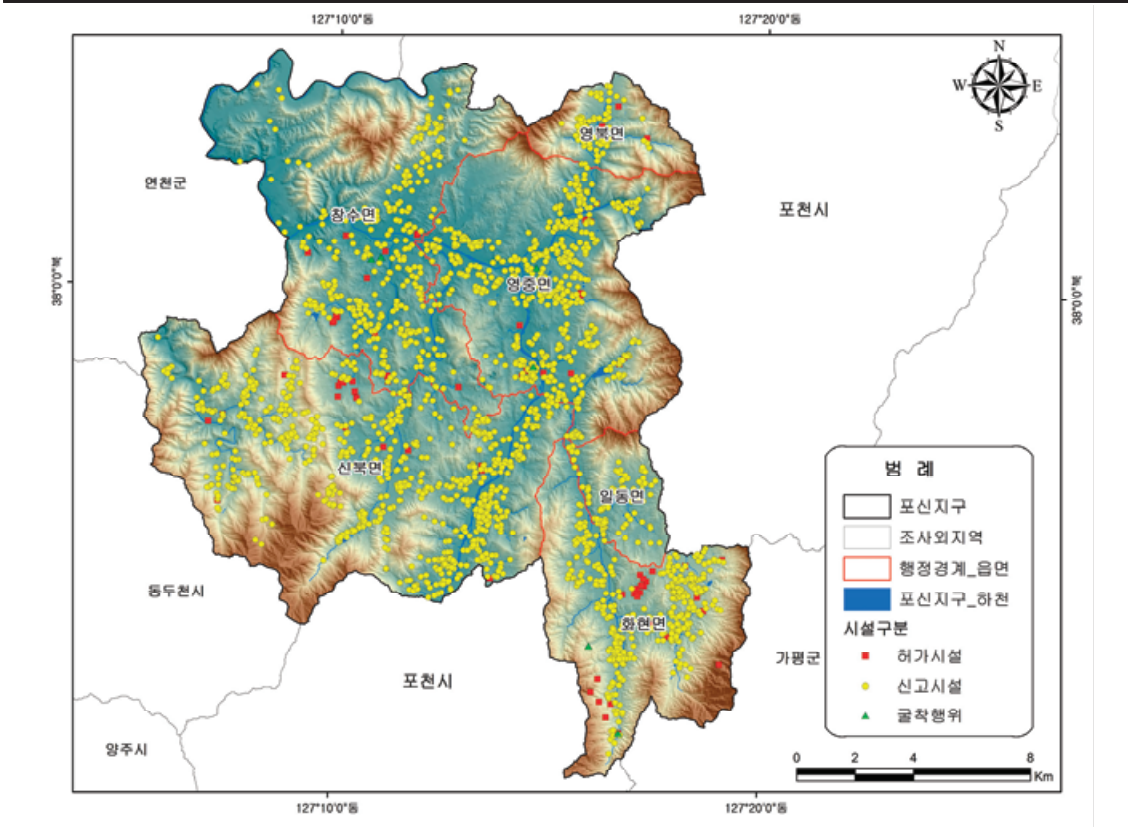 127°10'0"동
127°20'0"동
N
W
E
S
영북면
연천군
창수면
포천시
38°0'0"북
38°0'0"북
영중면
신북면
일동면
동두천시
화현면
가평군
포천시
양주시
범 례
포신지구
조사외지역
행정경계_읍면
포신지구_하천
시설구분
허가시설
신고시설
굴착행위
0
2
4
8
Km
127°10'0"동
127°20'0"동